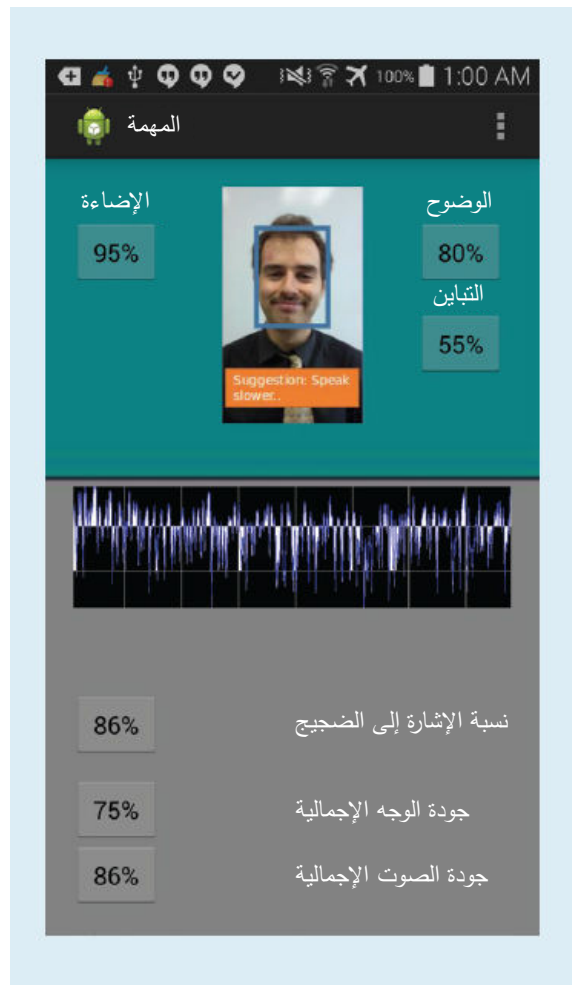 100% 1:00 AM
المهمة
الإضاءة
95%
الوضوح
80%
التباين
55%
Suggestion: Speak
slower..
نسبة الإشارة إلى الضجيج
86%
جودة الوجه الإجمالية
75%
جودة الصوت الإجمالية
86%